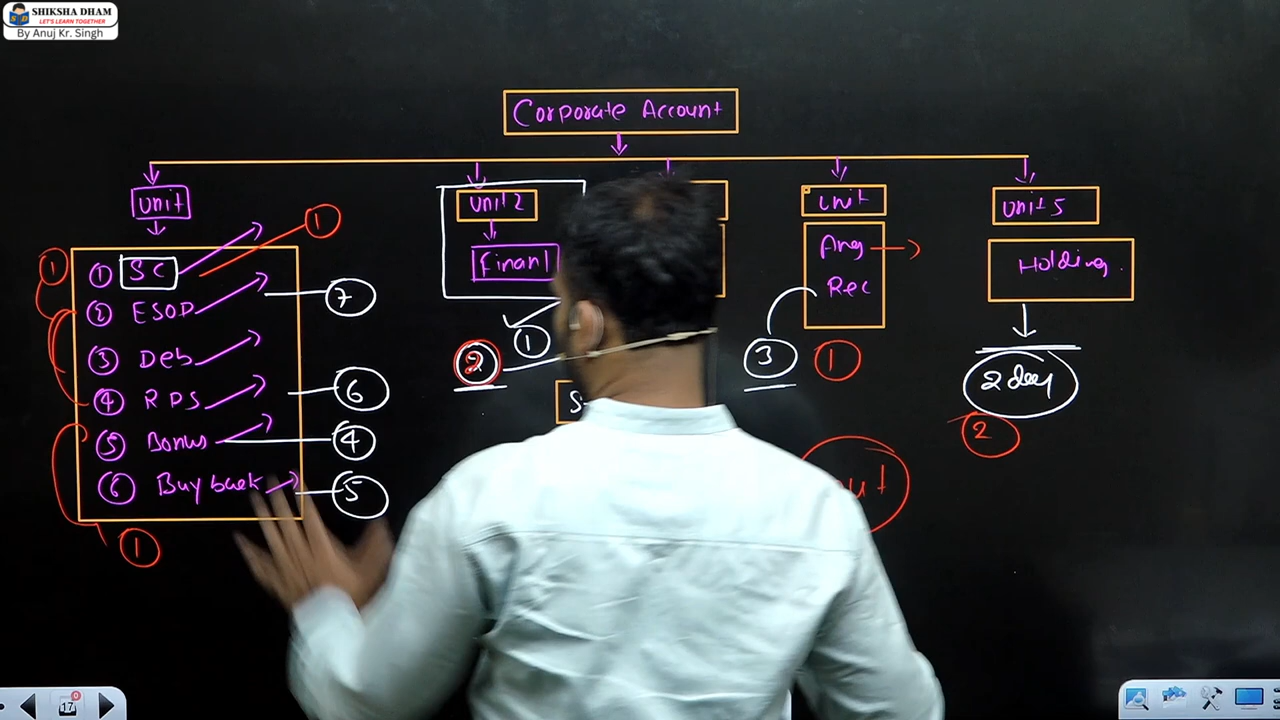 SHIKSHA DHAM
LET'S LEARN TOGETHER
By Anuj Kr. Singh
Corporate Account
Unit
① SC
② ESOP
③ Deb
④ RPS
⑤ Bonus
⑥ Buy back
①
①
①
7
6
4
5
Unit 2
Final
①
2
Unit
Amg
Rec
3
①
Unit 5
Holding.
2 day
2
17
0